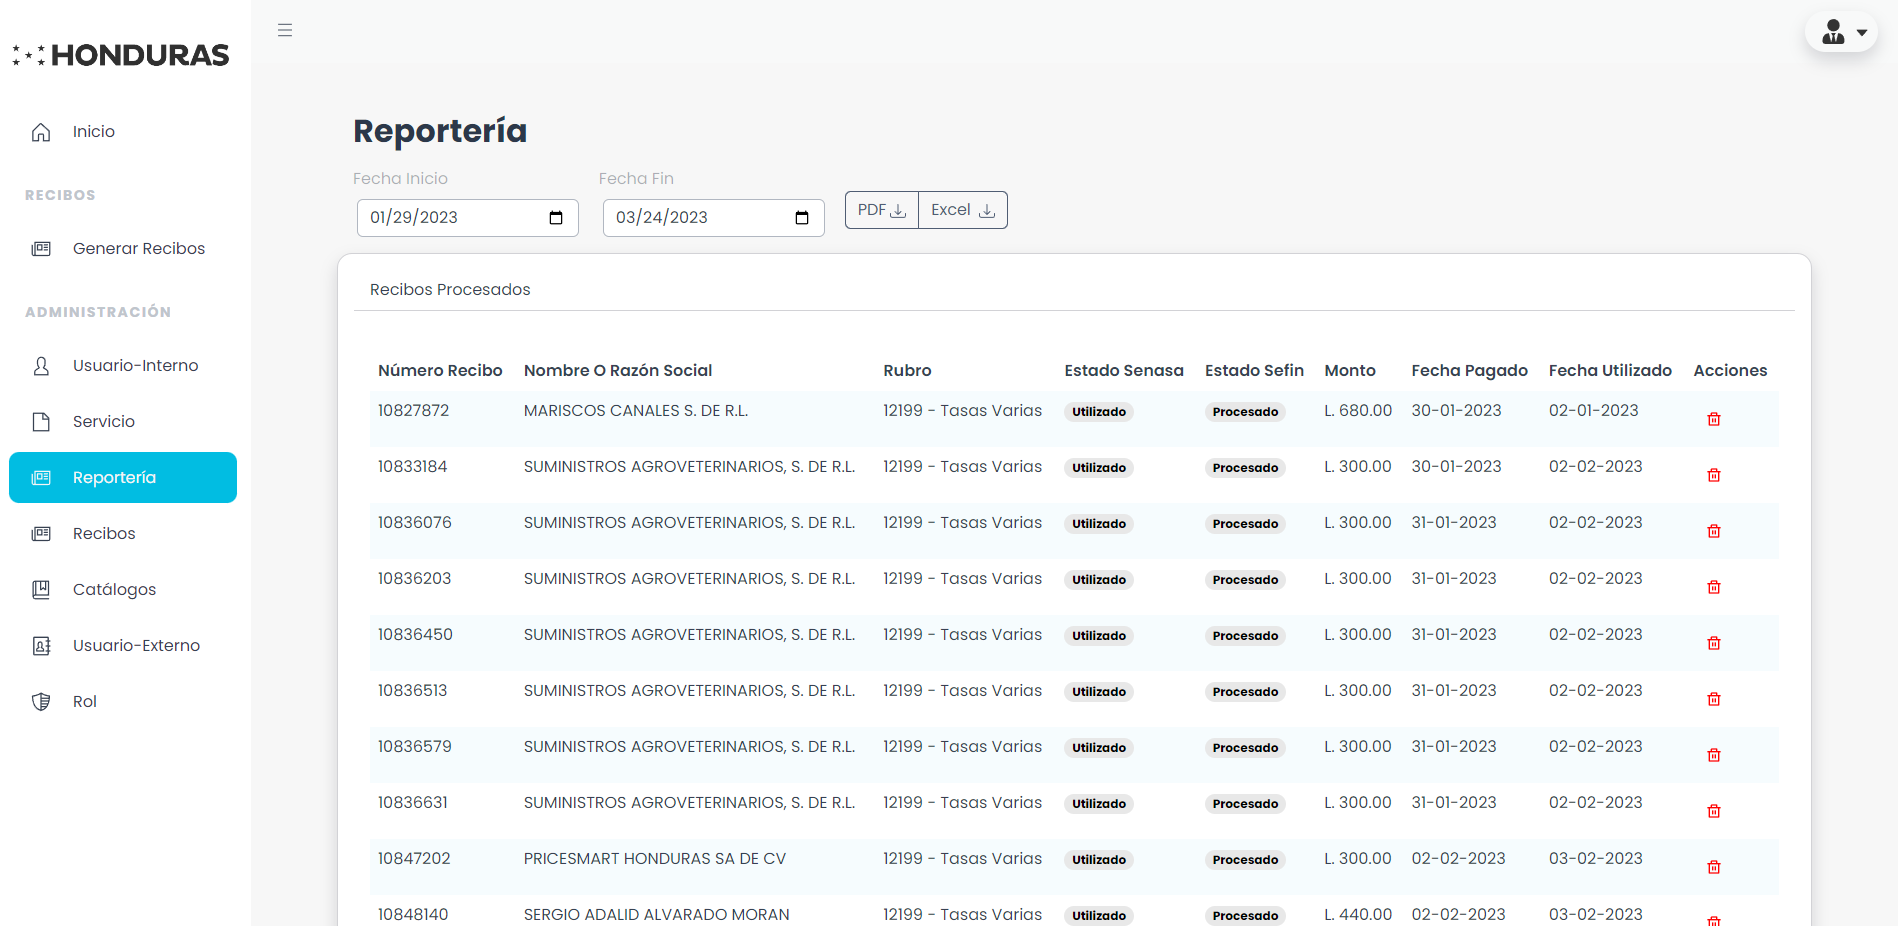 HONDURAS
Inicio
RECIBOS
Generar Recibos
ADMINISTRACIÓN
Usuario-Interno
Servicio
Reportería
Recibos
Catálogos
Usuario-Externo
Rol
Reportería
Fecha Inicio Fecha Fin
01/29/2023 03/24/2023 PDF Excel
Recibos Procesados
Número Recibo Nombre O Razón Social Rubro Estado Senasa Estado Sefin Monto Fecha Pagado Fecha Utilizado Acciones
10827872 MARISCOS CANALES S. DE R.L. 12199 - Tasas Varias Utilizado Procesado L. 680.00 30-01-2023 02-01-2023
10833184 SUMINISTROS AGROVETERINARIOS, S. DE R.L. 12199 - Tasas Varias Utilizado Procesado L. 300.00 30-01-2023 02-02-2023
10836076 SUMINISTROS AGROVETERINARIOS, S. DE R.L. 12199 - Tasas Varias Utilizado Procesado L. 300.00 31-01-2023 02-02-2023
10836203 SUMINISTROS AGROVETERINARIOS, S. DE R.L. 12199 - Tasas Varias Utilizado Procesado L. 300.00 31-01-2023 02-02-2023
10836450 SUMINISTROS AGROVETERINARIOS, S. DE R.L. 12199 - Tasas Varias Utilizado Procesado L. 300.00 31-01-2023 02-02-2023
10836513 SUMINISTROS AGROVETERINARIOS, S. DE R.L. 12199 - Tasas Varias Utilizado Procesado L. 300.00 31-01-2023 02-02-2023
10836579 SUMINISTROS AGROVETERINARIOS, S. DE R.L. 12199 - Tasas Varias Utilizado Procesado L. 300.00 31-01-2023 02-02-2023
10836631 SUMINISTROS AGROVETERINARIOS, S. DE R.L. 12199 - Tasas Varias Utilizado Procesado L. 300.00 31-01-2023 02-02-2023
10847202 PRICESMART HONDURAS SA DE CV 12199 - Tasas Varias Utilizado Procesado L. 300.00 02-02-2023 03-02-2023
10848140 SERGIO ADALID ALVARADO MORAN 12199 - Tasas Varias Utilizado Procesado L. 440.00 02-02-2023 03-02-2023